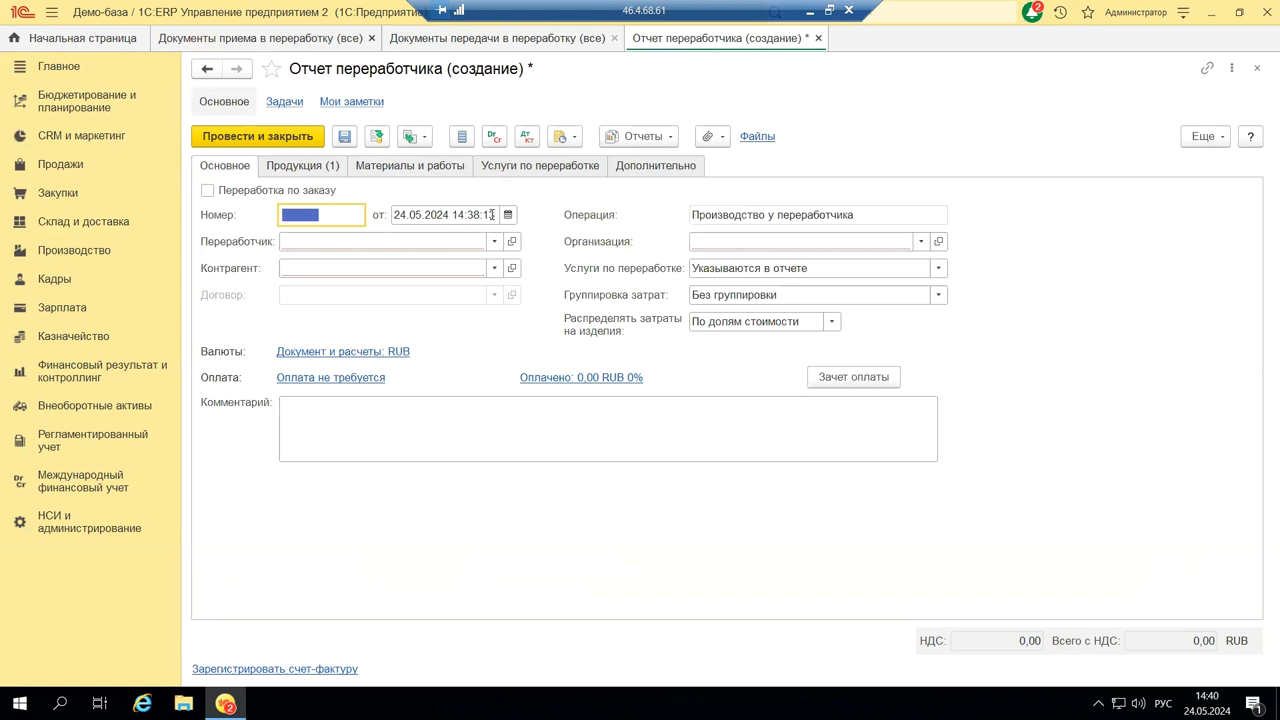 Демо-база / 1С:ERP Управление предприятием 2 (1С:Предприятие
46.4.68.61
2
Администратор
Начальная страница
Документы приема в переработку (все)
Документы передачи в переработку (все)
Отчет переработчика (создание) *
Главное
Бюджетирование и
планирование
CRM и маркетинг
Продажи
Закупки
Склад и доставка
Производство
Кадры
Зарплата
Казначейство
Финансовый результат и
контроллинг
Внеоборотные активы
Регламентированный
учет
Международный
финансовый учет
НСИ и
администрирование
Отчет переработчика (создание) *
Основное Задачи Мои заметки
Провести и закрыть Отчеты Файлы Еще ?
Основное Продукция (1) Материалы и работы Услуги по переработке Дополнительно
Переработка по заказу
Номер: от: 24.05.2024 14:38:1 Операция: Производство у переработчика
Переработчик: Организация:
Контрагент: Услуги по переработке: Указываются в отчете
Договор: Группировка затрат: Без группировки
Распределять затраты
на изделия: По долям стоимости
Валюты: Документ и расчеты: RUB
Оплата: Оплата не требуется Оплачено: 0,00 RUB 0% Зачет оплаты
Комментарий:
НДС: 0,00 Всего с НДС: 0,00 RUB
Зарегистрировать счет-фактуру
2
РУС
14:40
24.05.2024
1